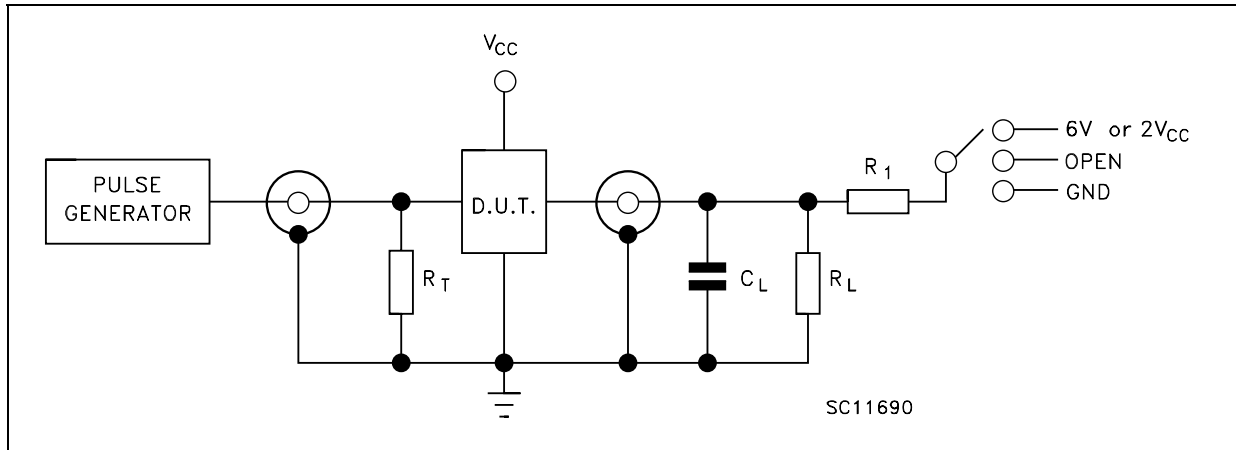 VCC
PULSE
GENERATOR
D.U.T.
RT
CL
RL
R1
6V or 2VCC
OPEN
GND
SC11690